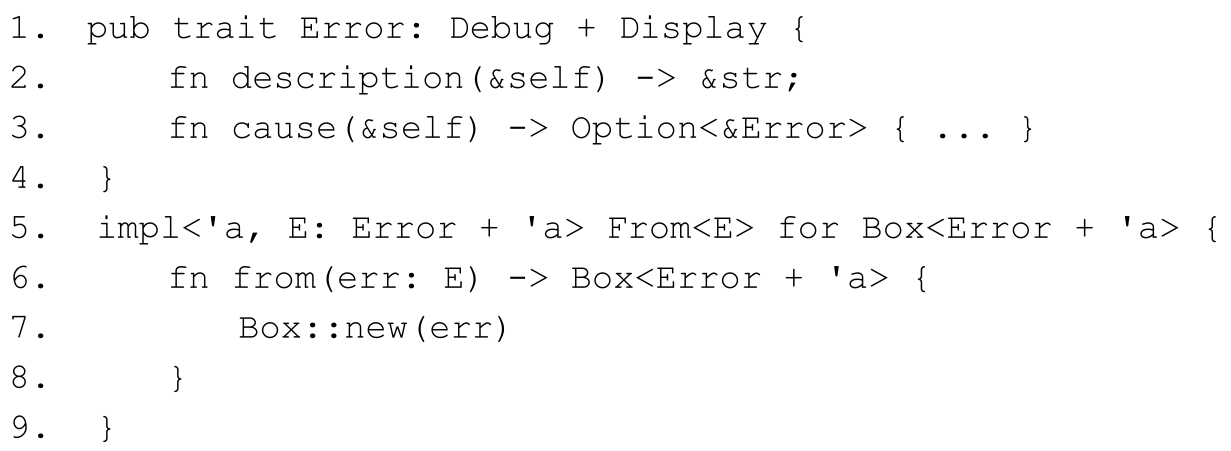 1. pub trait Error: Debug + Display {
2. fn description(&self) -> &str;
3. fn cause(&self) -> Option<&Error> { ... }
4. }
5. impl<'a, E: Error + 'a> From<E> for Box<Error + 'a> {
6. fn from(err: E) -> Box<Error + 'a> {
7. Box::new(err)
8. }
9. }